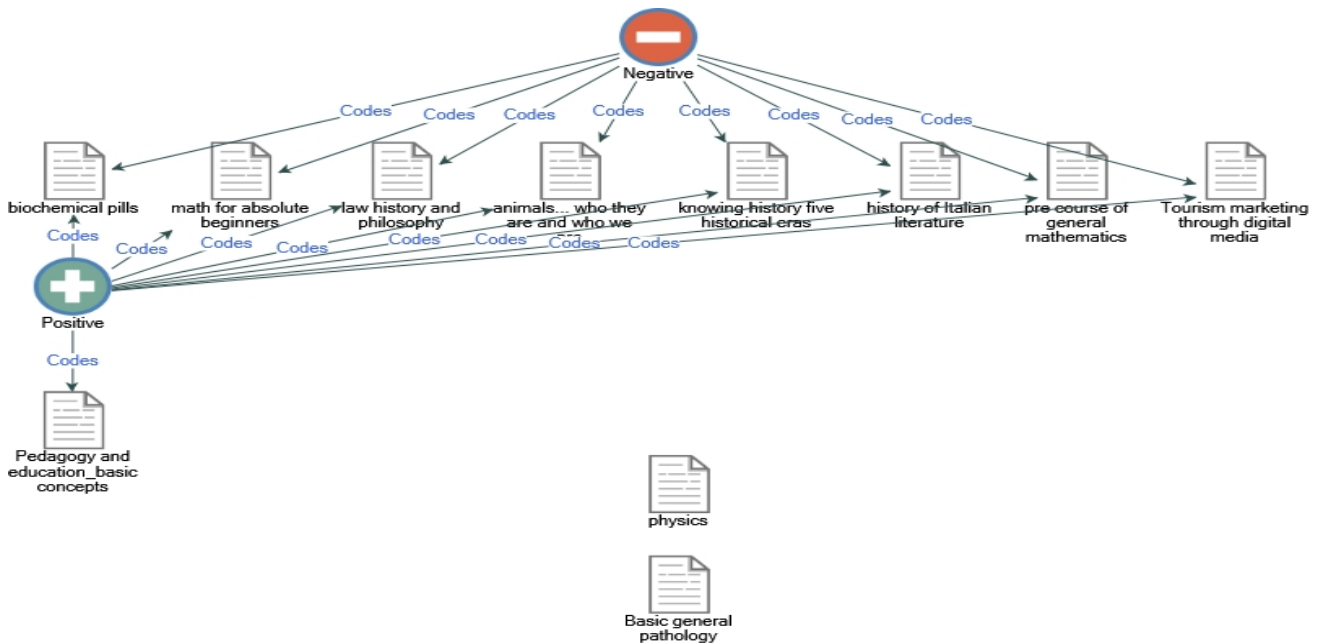 Negative
Codes
Codes
Codes
Codes
Codes
Codes
Codes
Codes
biochemical pills
math for absolute
beginners
law history and
philosophy
animals... who they
are and who we
knowing history five
historical eras
history of Italian
literature
pre course of
general
mathematics
Tourism marketing
through digital
media
Codes
Codes
Codes
Codes
Codes
Codes
Codes
Codes
Positive
Codes
Pedagogy and
education_basic
concepts
physics
Basic general
pathology